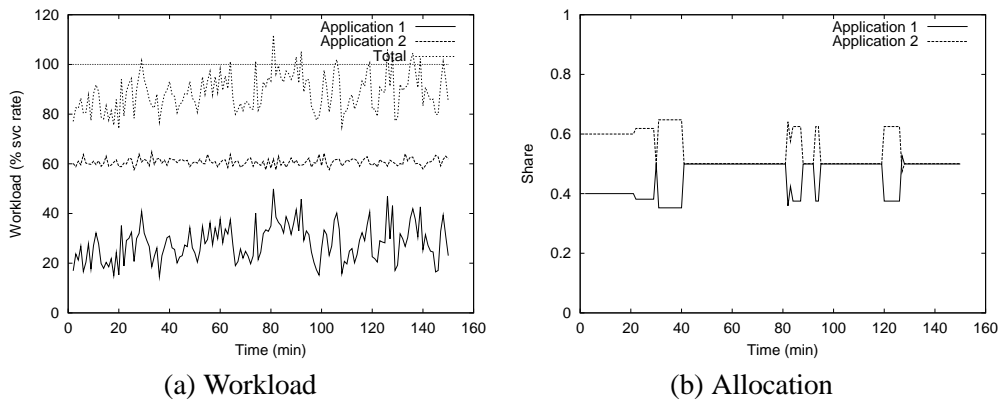 120
100
80
60
40
20
0
Workload (% svc rate)
Application 1
Application 2
Total
0 20 40 60 80 100 120 140 160
Time (min)
(a) Workload
1
0.8
0.6
0.4
0.2
0
Share
Application 1
Application 2
0 20 40 60 80 100 120 140 160
Time (min)
(b) Allocation